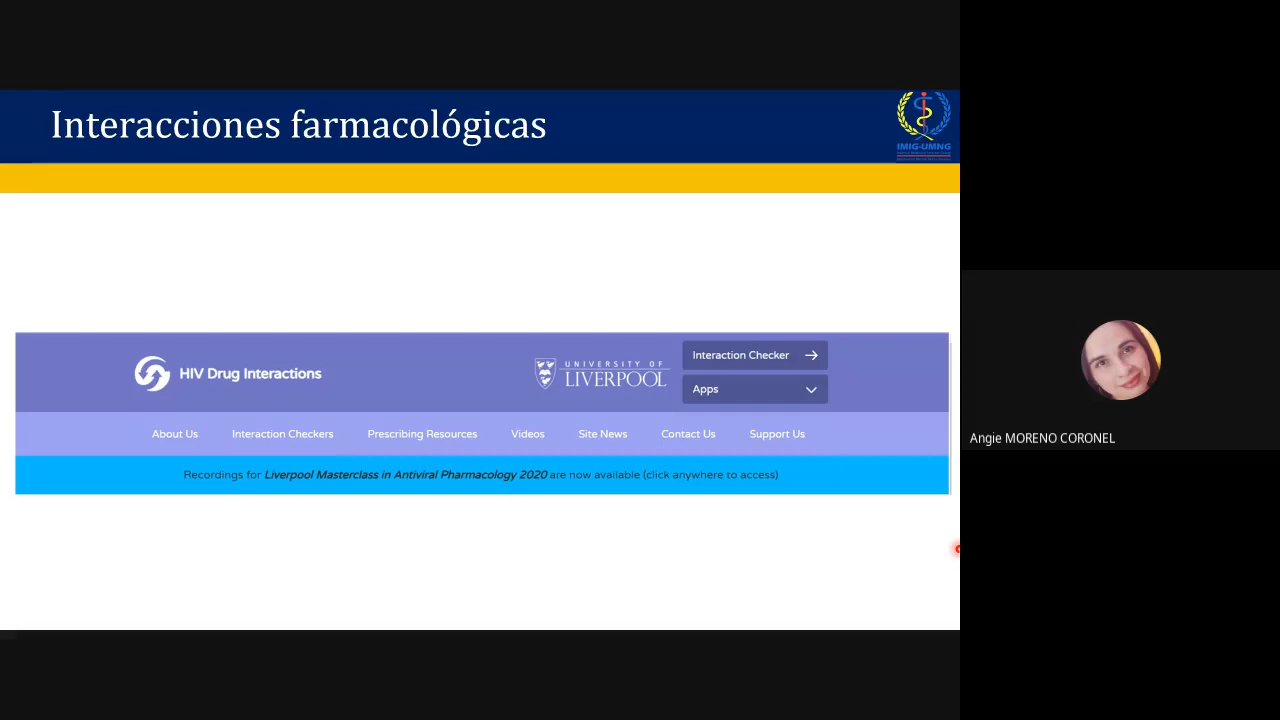 Interacciones farmacológicas
IMIG-UMNG
HIV Drug Interactions
UNIVERSITY OF
LIVERPOOL
Interaction Checker
Apps
About Us Interaction Checkers Prescribing Resources Videos Site News Contact Us Support Us
Recordings for Liverpool Masterclass in Antiviral Pharmacology 2020 are now available (click anywhere to access)
Angie MORENO CORONEL